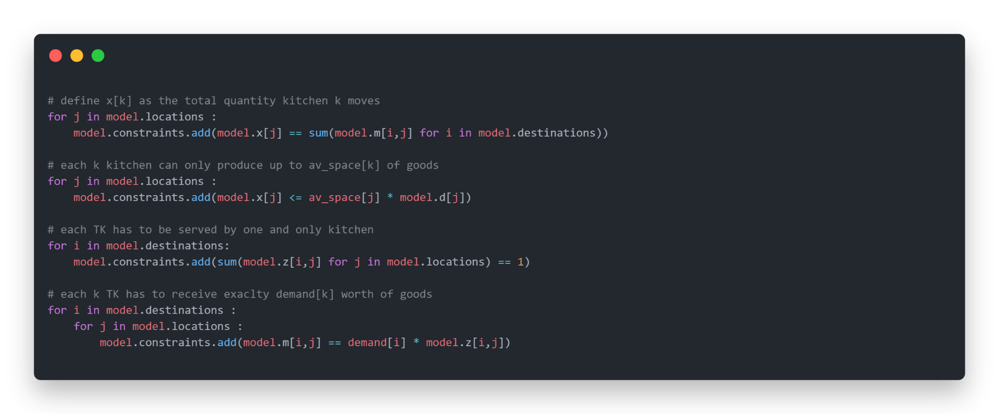 # define x[k] as the total quantity kitchen k moves
for j in model.locations :
    model.constraints.add(model.x[j] == sum(model.m[i,j] for i in model.destinations))

# each k kitchen can only produce up to av_space[k] of goods
for j in model.locations :
    model.constraints.add(model.x[j] <= av_space[j] * model.d[j])

# each TK has to be served by one and only kitchen
for i in model.destinations:
    model.constraints.add(sum(model.z[i,j] for j in model.locations) == 1)

# each k TK has to receive exaclty demand[k] worth of goods
for i in model.destinations :
    for j in model.locations :
        model.constraints.add(model.m[i,j] == demand[i] * model.z[i,j])